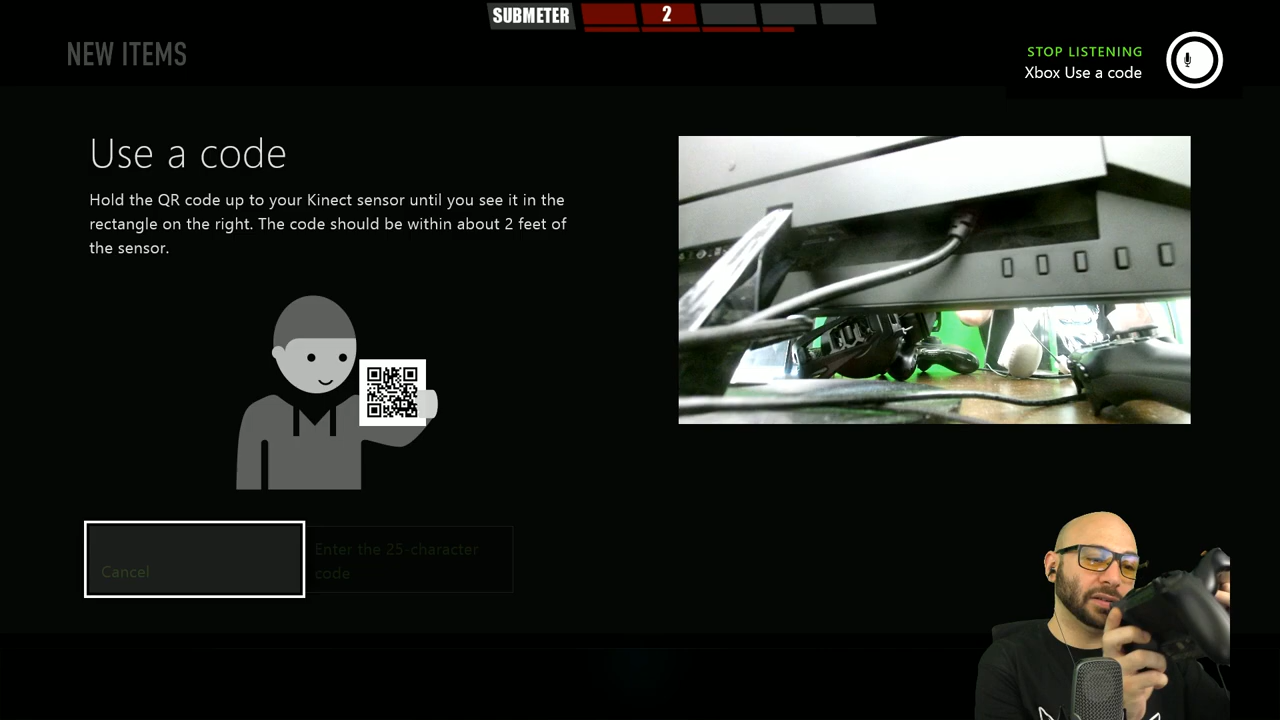 SUBMETER
2
NEW ITEMS
STOP LISTENING
Xbox Use a code
Use a code
Hold the QR code up to your Kinect sensor until you see it in the
rectangle on the right. The code should be within about 2 feet of
the sensor.
Cancel
Enter the 25-character
code